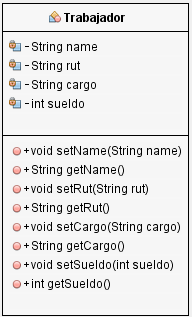 Trabajador
-String name
-String rut
-String cargo
-int sueldo
+void setName(String name)
+String getName()
+void setRut(String rut)
+String getRut()
+void setCargo(String cargo)
+String getCargo()
+void setSueldo(int sueldo)
+int getSueldo()